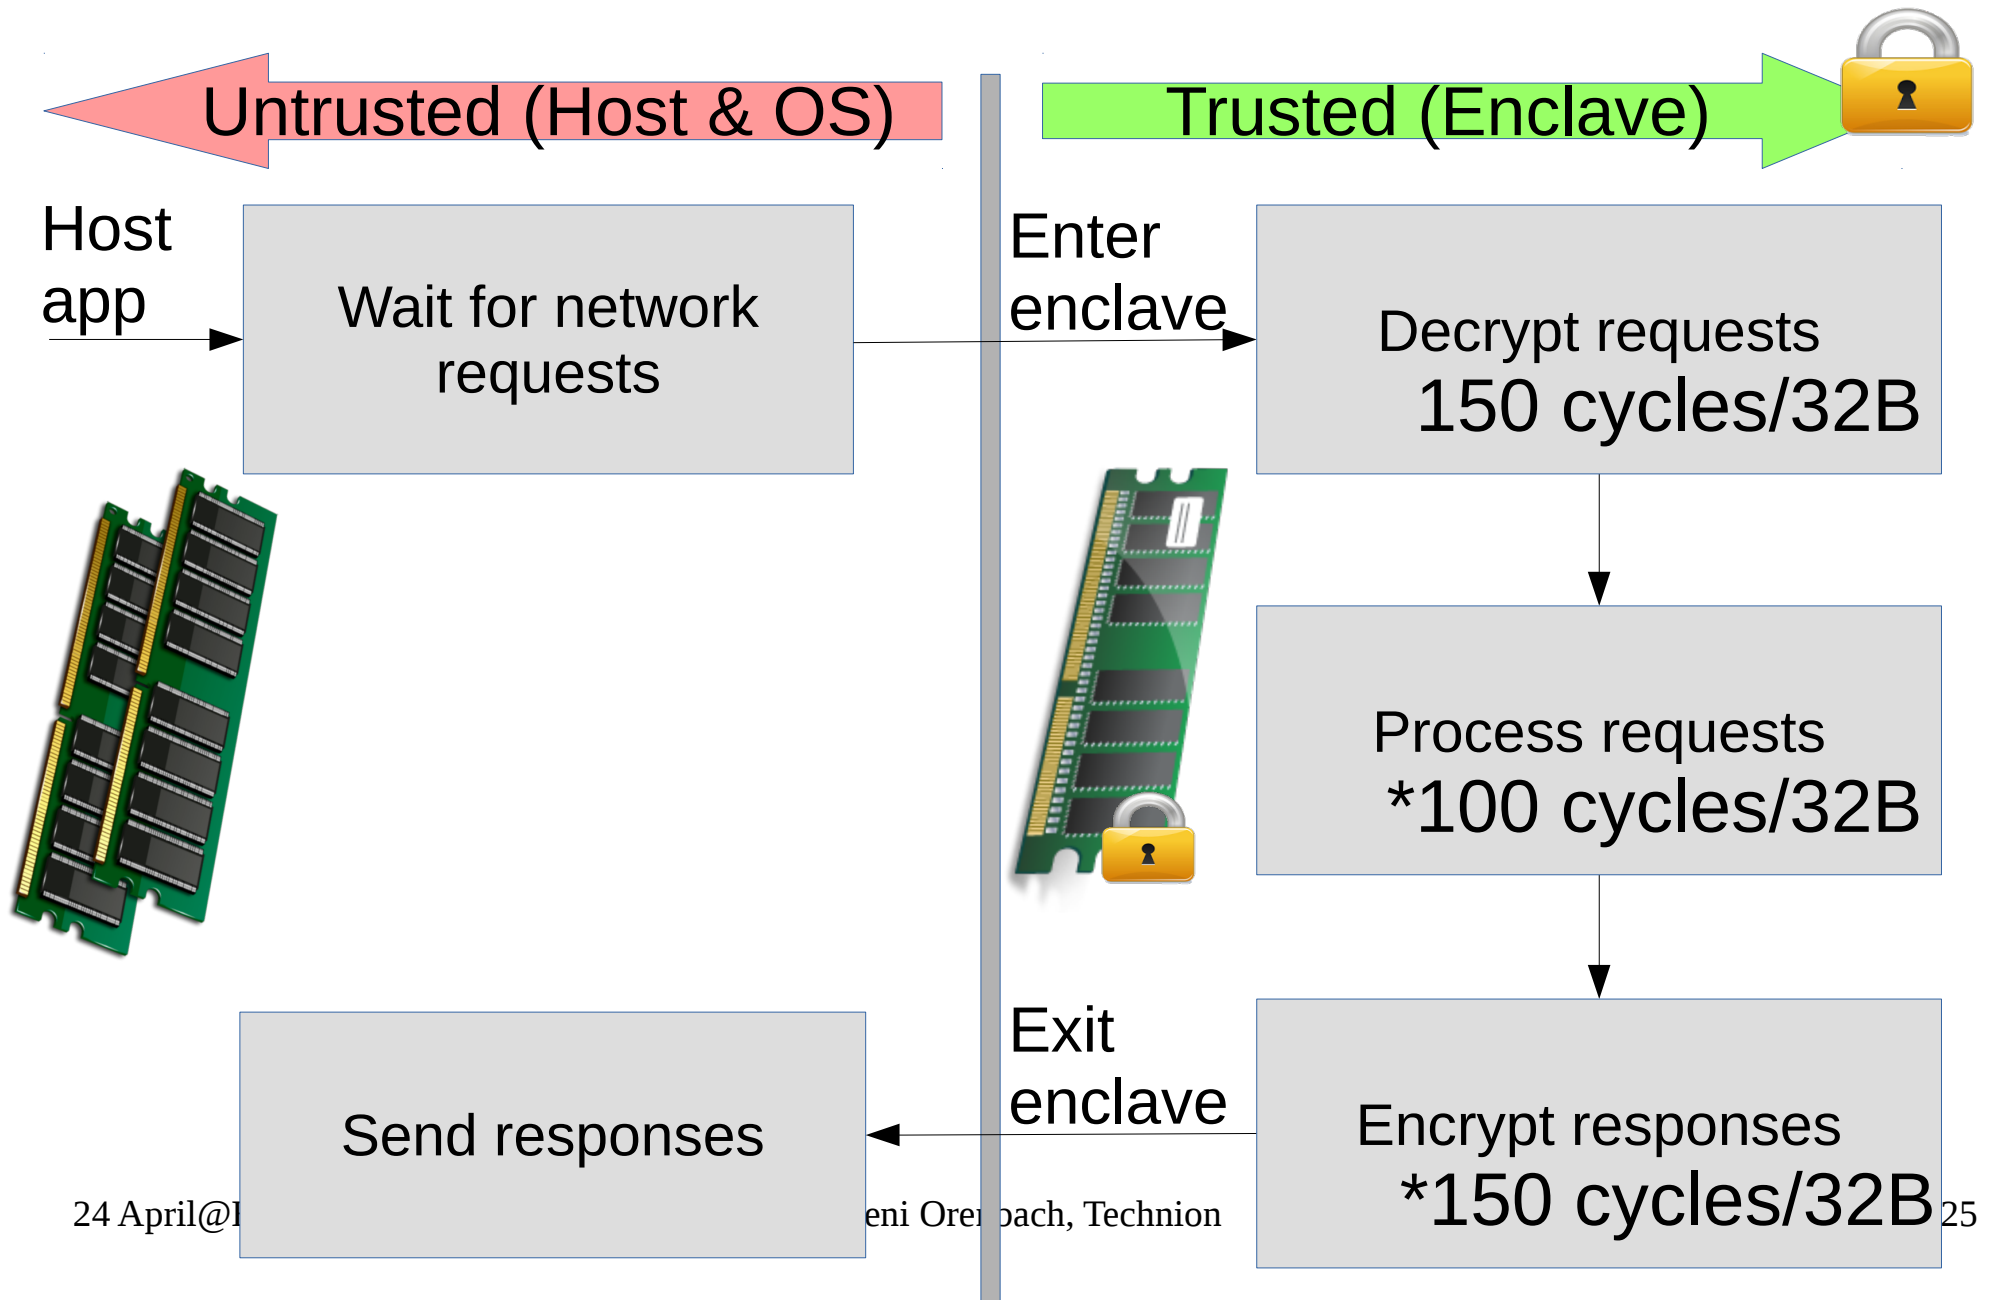 Untrusted (Host & OS)
Trusted (Enclave)
Host
app
Wait for network
requests
Enter
enclave
Decrypt requests
150 cycles/32B
Process requests
*100 cycles/32B
Exit
enclave
Send responses
Encrypt responses
*150 cycles/32B
24 April@ Technion
25